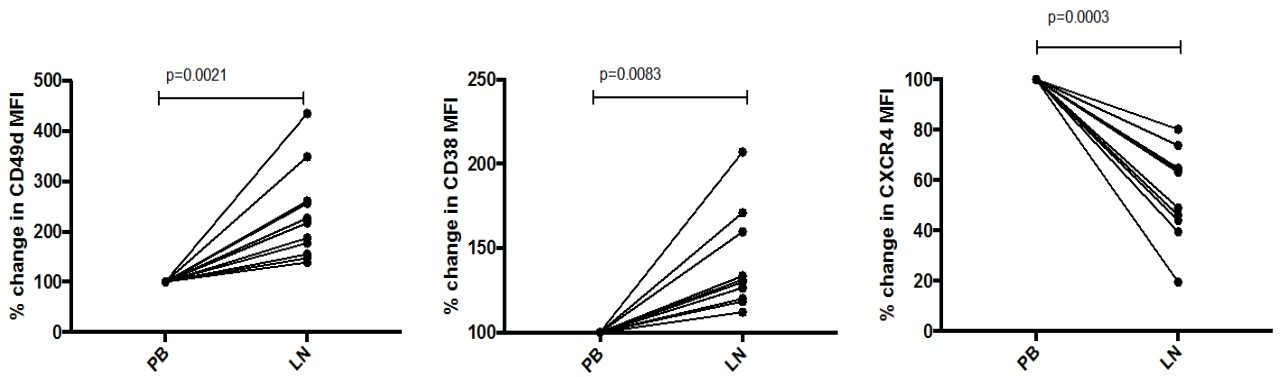 p=0.0021
% change in CD49d MFI
500
400
300
200
100
0
PB
LN
p=0.0083
% change in CD38 MFI
250
200
150
100
PB
LN
p=0.0003
% change in CXCR4 MFI
100
80
60
40
20
0
PB
LN